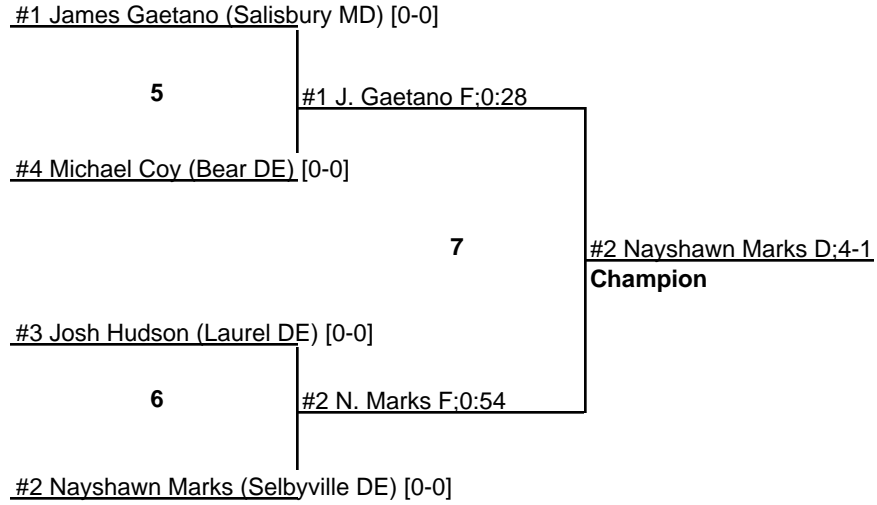 #1 James Gaetano (Salisbury MD) [0-0]
5
#1 J. Gaetano F;0:28
#4 Michael Coy (Bear DE) [0-0]
7
#2 Nayshawn Marks D;4-1
Champion
#3 Josh Hudson (Laurel DE) [0-0]
6
#2 N. Marks F;0:54
#2 Nayshawn Marks (Selbyville DE) [0-0]